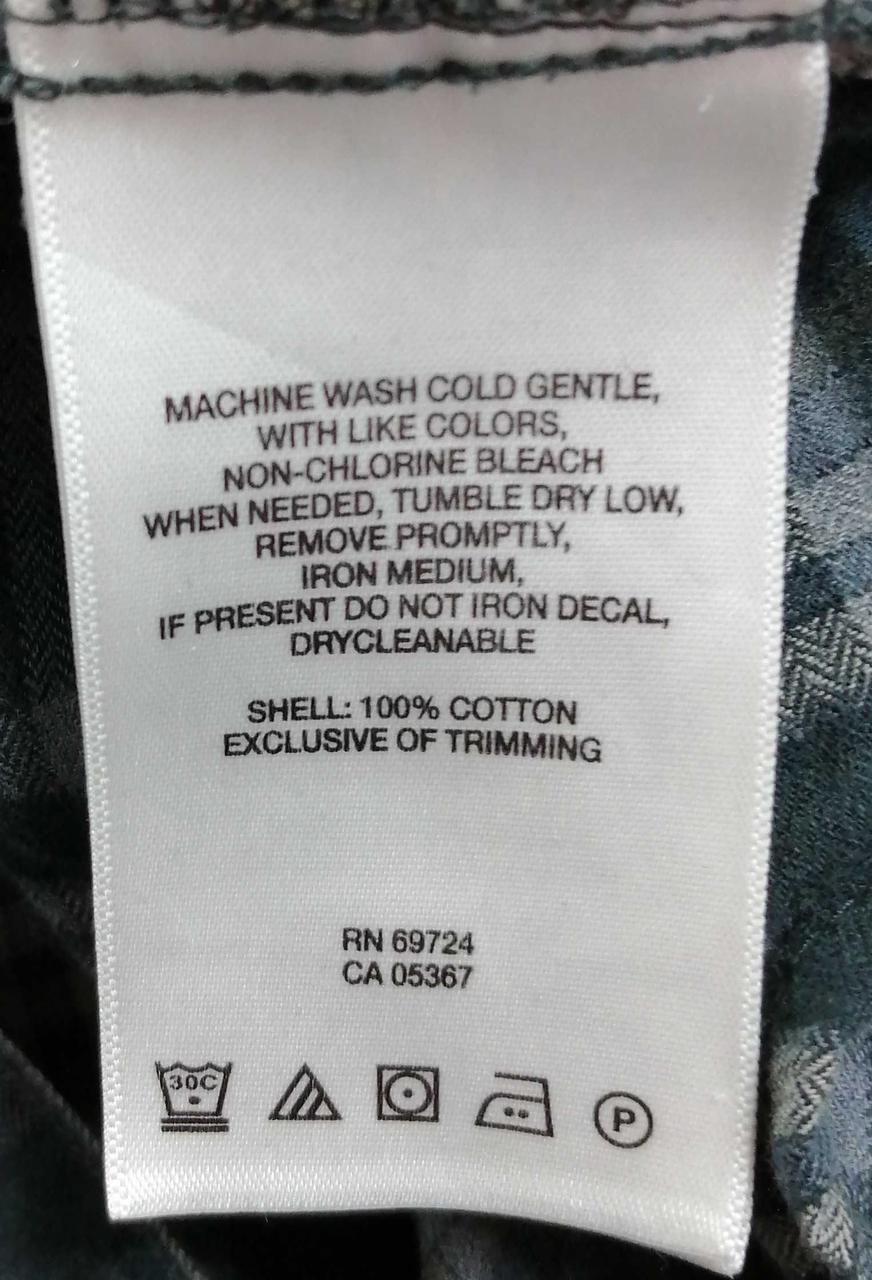 MACHINE WASH COLD GENTLE,
WITH LIKE COLORS,
NON-CHLORINE BLEACH
WHEN NEEDED, TUMBLE DRY LOW,
REMOVE PROMPTLY,
IRON MEDIUM,
IF PRESENT DO NOT IRON DECAL,
DRYCLEANABLE
SHELL: 100% COTTON
EXCLUSIVE OF TRIMMING
RN 69724
CA 05367
30C P